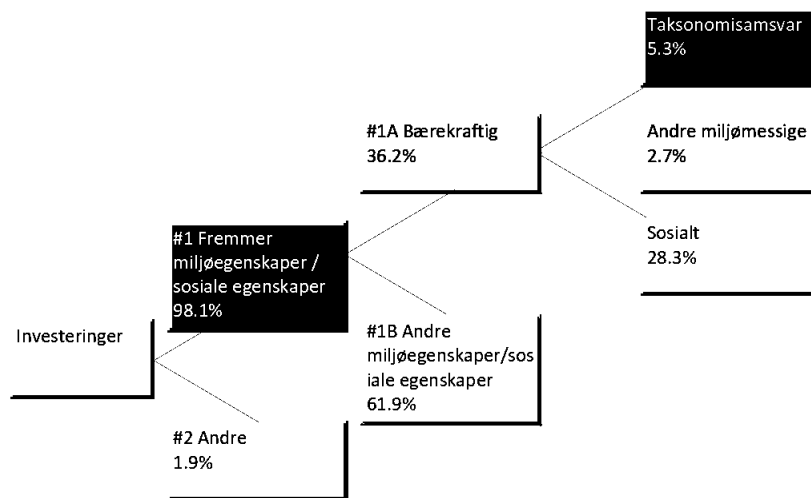 Taksonomisamsvar
5.3%
#1A Bærekraftig
36.2%
Andre miljømessige
2.7%
#1 Fremmer
miljøegenskaper /
sosiale egenskaper
98.1%
Sosialt
28.3%
Investeringer
#1B Andre
miljøegenskaper/sos
iale egenskaper
61.9%
#2 Andre
1.9%